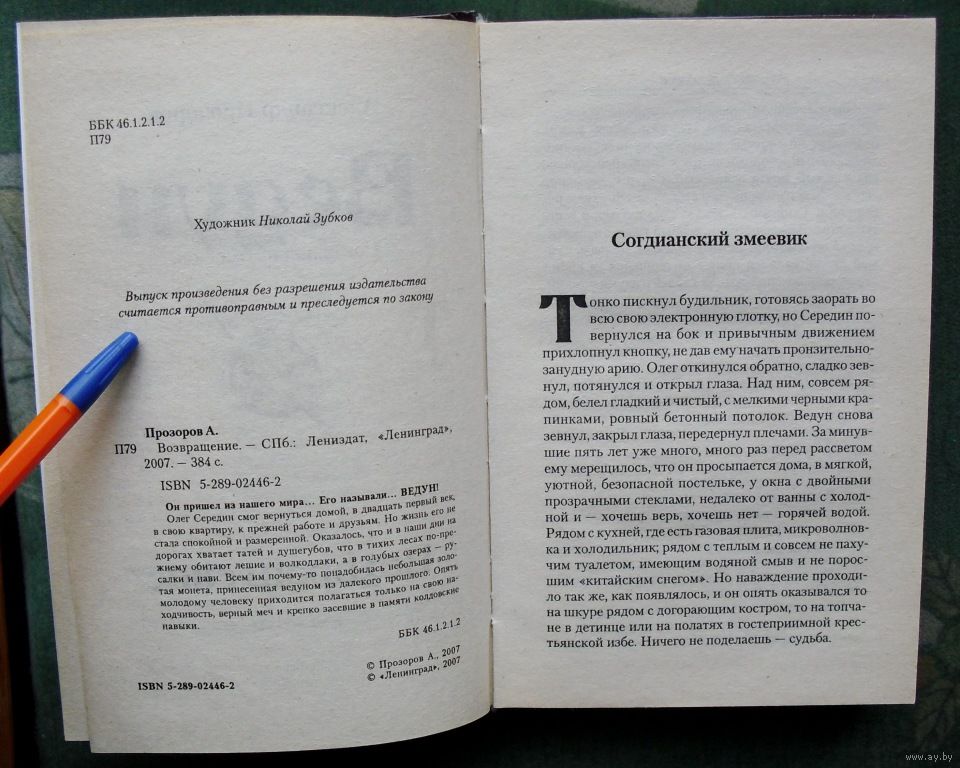 ББК 46.1.2.1.2
П79
Художник Николай Зубков
Выпуск произведения без разрешения издательства
считается противоправным и преследуется по закону
Прозоров А.
П79 Возвращение. — СПб.: Лениздат, «Ленинград»,
2007. — 384 с.
ISBN 5-289-02446-2
Он пришел из нашего мира... Его называли... ВЕДУН!
Олег Середин смог вернуться домой, в двадцать первый век,
в свою квартиру, к прежней работе и друзьям. Но жизнь его не
стала спокойной и размеренной. Оказалось, что и в наши дни на
дорогах хватает татей и душегубов, что в тихих лесах по-пре-
жнему обитают лешие и волкодлаки, а в голубых озерах — ру-
салки и нави. Всем им почему-то понадобилась небольшая золо-
тая монета, принесенная ведуном из далекого прошлого. Опять
молодому человеку приходится полагаться только на свою на-
ходчивость, верный меч и крепко засевшие в памяти колдовские
навыки.
ББК 46.1.2.1.2
© Прозоров А., 2007
© «Ленинград», 2007
ISBN 5-289-02446-2
Согдианский змеевик
Тонко пискнул будильник, готовясь заорать во
всю свою электронную глотку, но Середин по-
вернулся на бок и привычным движением
прихлопнул кнопку, не дав ему начать пронзительно-
занудную арию. Олег откинулся обратно, сладко зев-
нул, потянулся и открыл глаза. Над ним, совсем ря-
дом, белел гладкий и чистый, с мелкими черными кра-
пинками, ровный бетонный потолок. Ведун снова
зевнул, закрыл глаза, передернул плечами. За минув-
шие пять лет уже много, много раз перед рассветом
ему мерещилось, что он просыпается дома, в мягкой,
уютной, безопасной постельке, у окна с двойными
прозрачными стеклами, недалеко от ванны с холод-
ной и — хочешь верь, хочешь нет — горячей водой.
Рядом с кухней, где есть газовая плита, микроволнов-
ка и холодильник; рядом с теплым и совсем не паху-
чим туалетом, имеющим водяной смыв и не порос-
шим «китайским снегом». Но наваждение проходи-
ло так же, как появлялось, и он опять оказывался то
на шкуре рядом с догорающим костром, то на топча-
не в детинце или на полатях в гостеприимной крес-
тьянской избе. Ничего не поделаешь — судьба.
www.ay.by